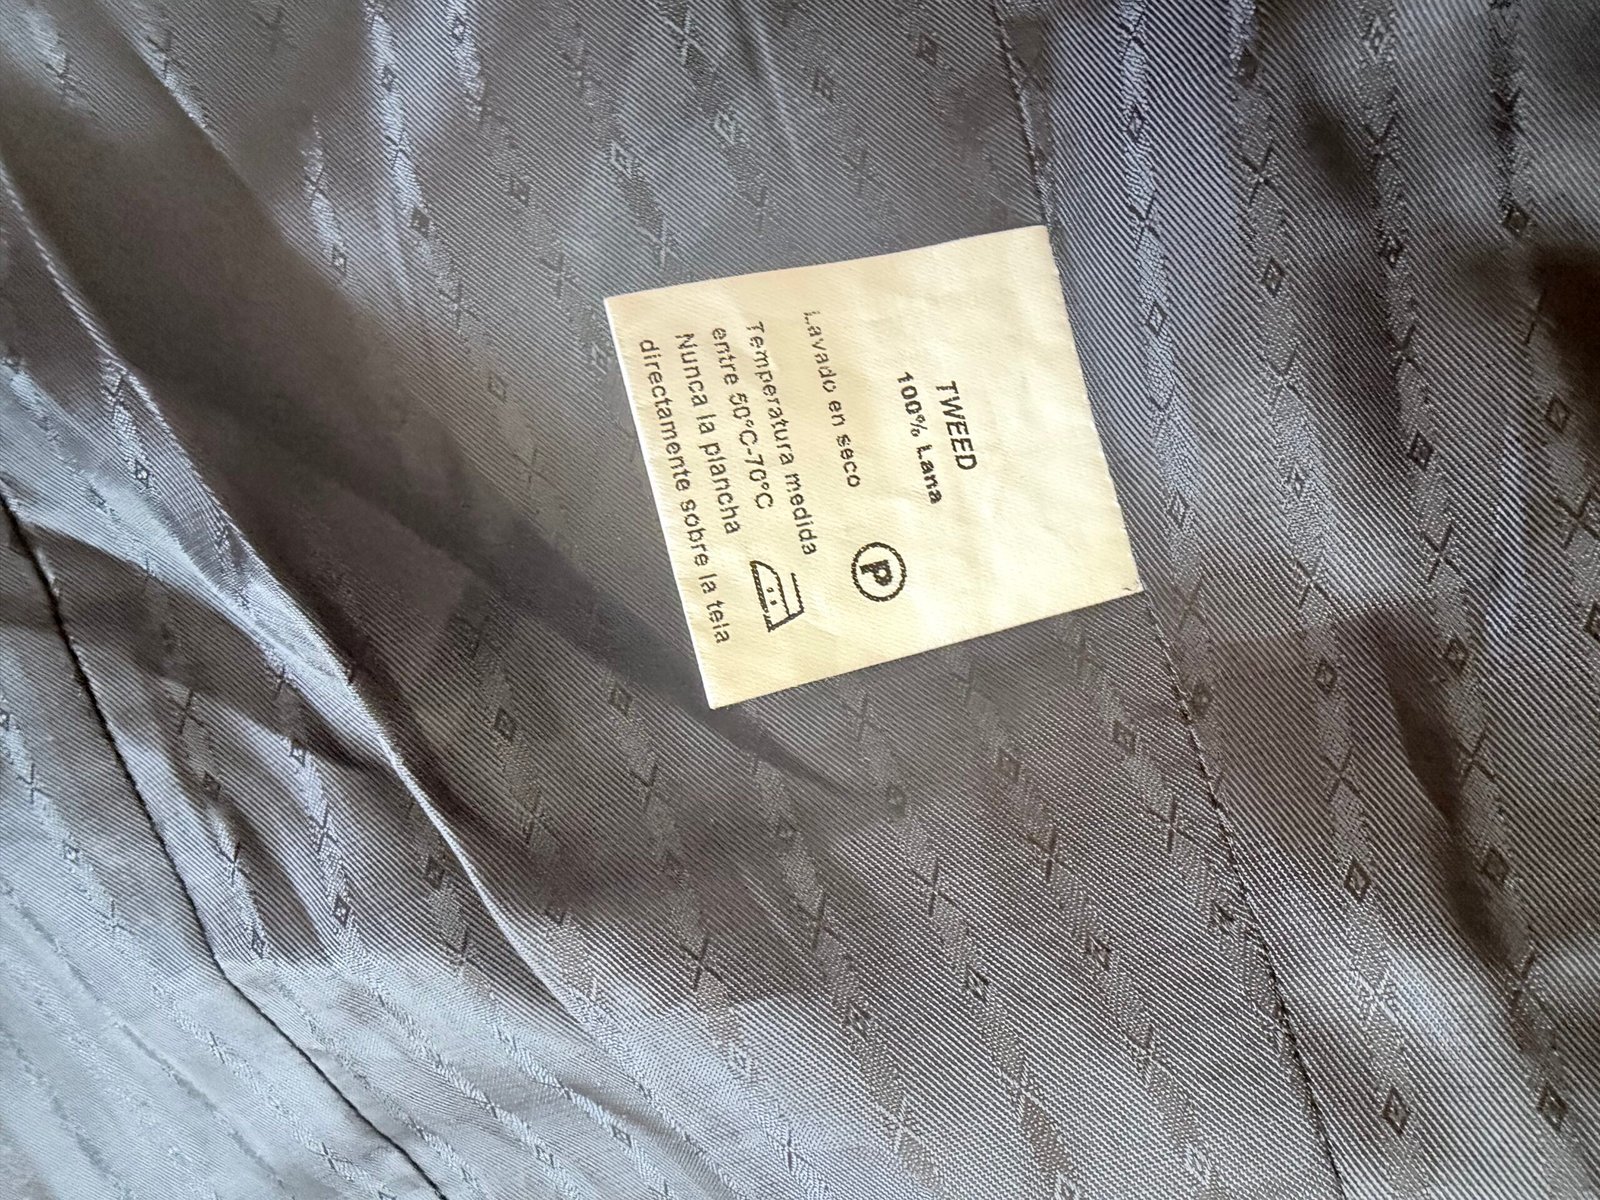 TWEED
100% Lana
Lavado en seco
P
Temperatura medida
entre 50°C-70°C
Nunca la plancha
directamente sobre la tela